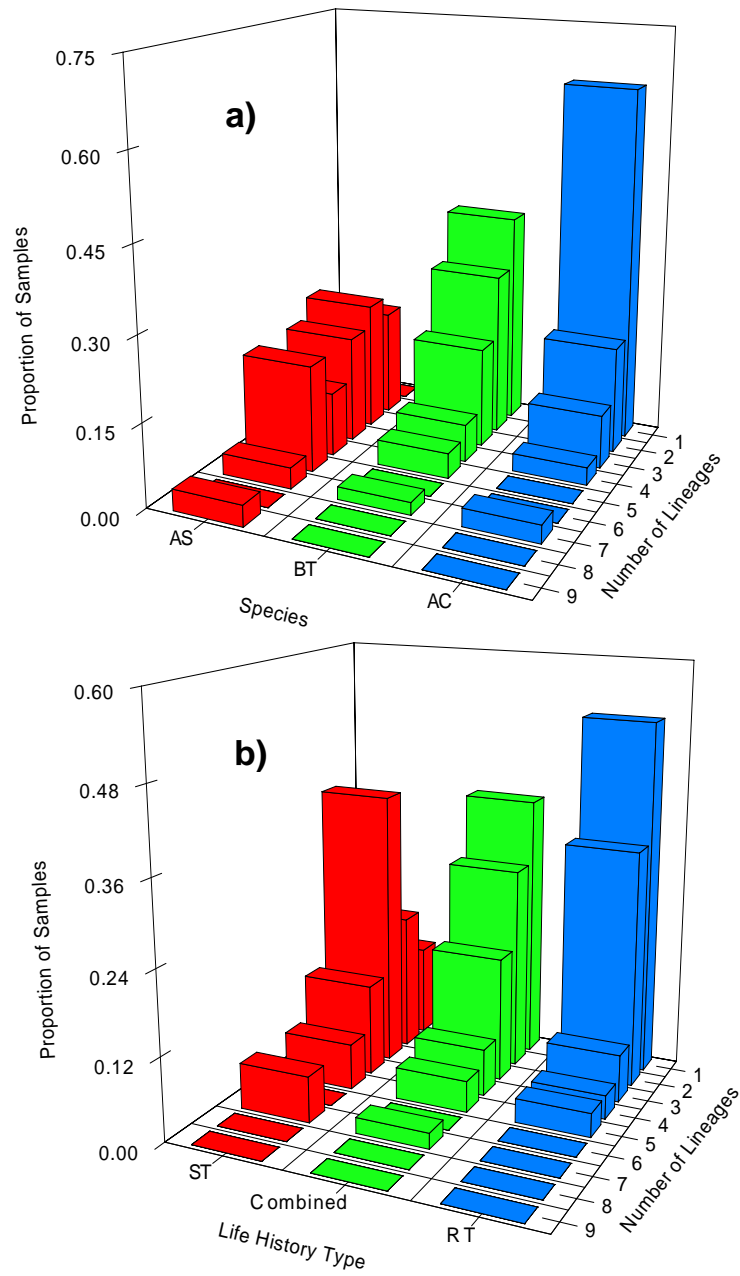 a)
0.75
0.60
0.45
0.30
0.15
0.00
Proportion of Samples
AS
BT
AC
Species
1
2
3
4
5
6
7
8
9
Number of Lineages
b)
0.60
0.48
0.36
0.24
0.12
0.00
Proportion of Samples
ST
Combined
RT
Life History Type
1
2
3
4
5
6
7
8
9
Number of Lineages